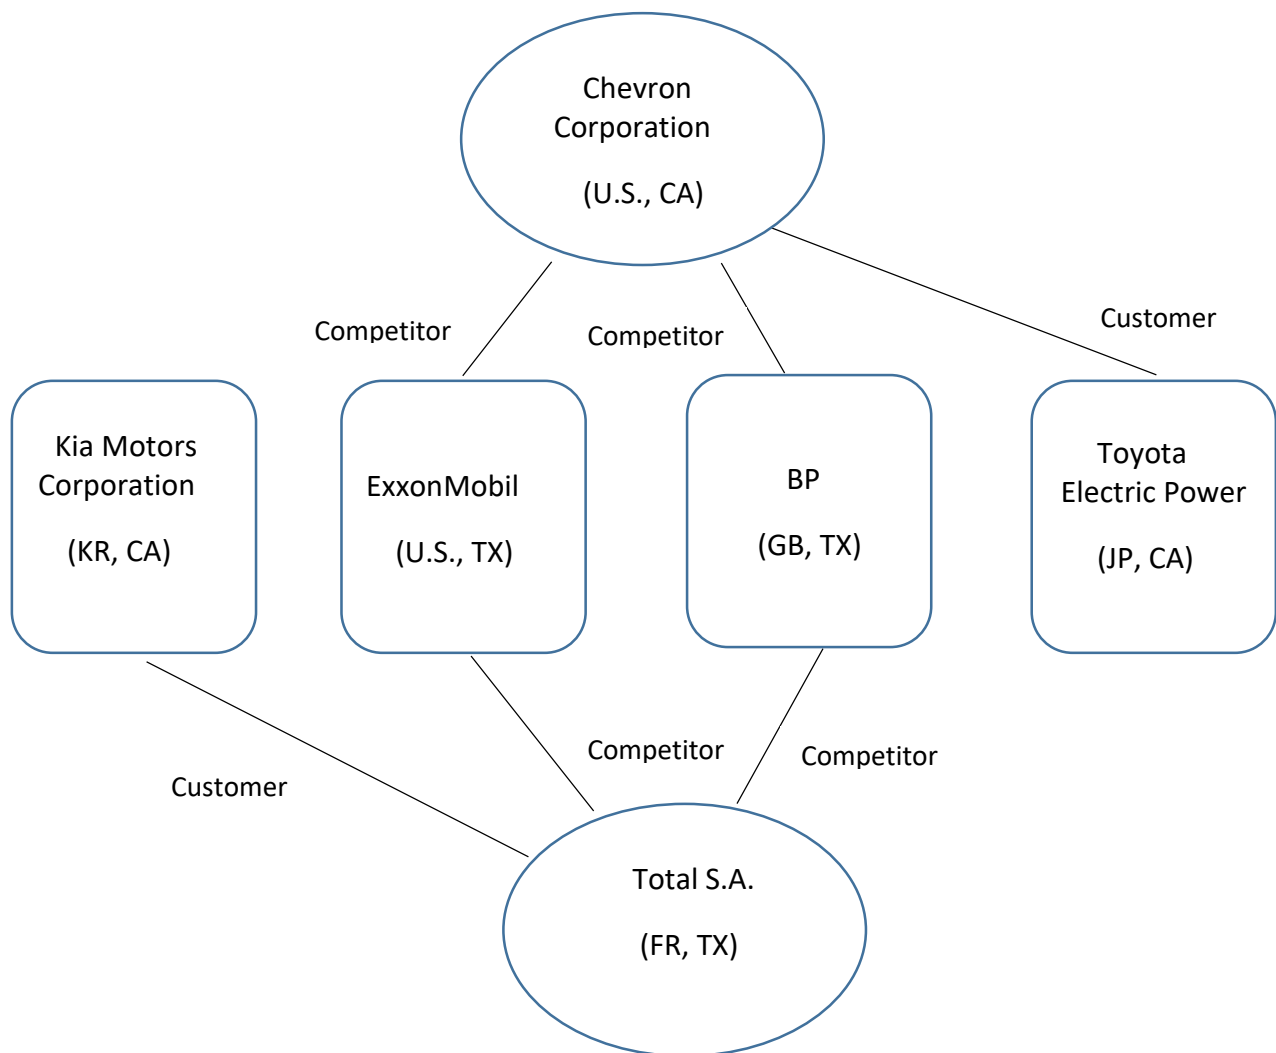 Chevron
Corporation
(U.S., CA)
Competitor
Competitor
Customer
Kia Motors
Corporation
(KR, CA)
ExxonMobil
(U.S., TX)
BP
(GB, TX)
Toyota
Electric Power
(JP, CA)
Customer
Competitor
Competitor
Total S.A.
(FR, TX)